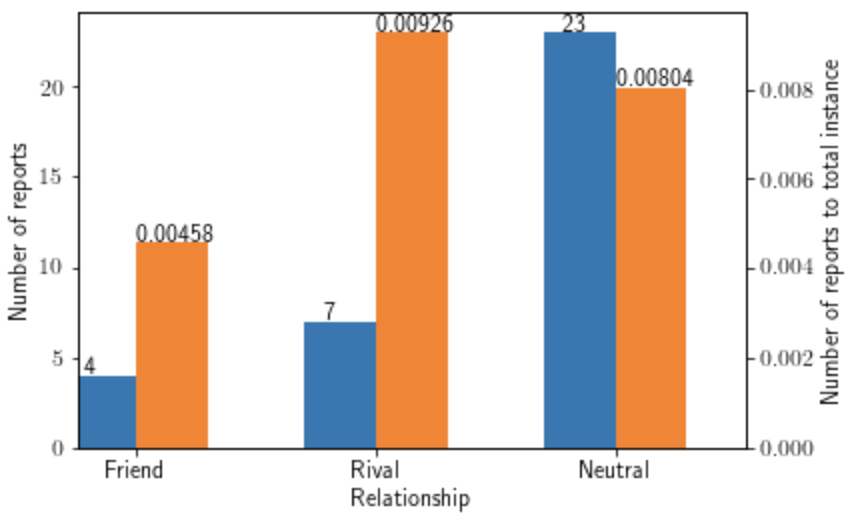 Number of reports
20
15
10
5
0
4
0.00458
7
0.00926
23
0.00804
Friend
Rival
Neutral
Relationship
0.008
0.006
0.004
0.002
0.000
Number of reports to total instance